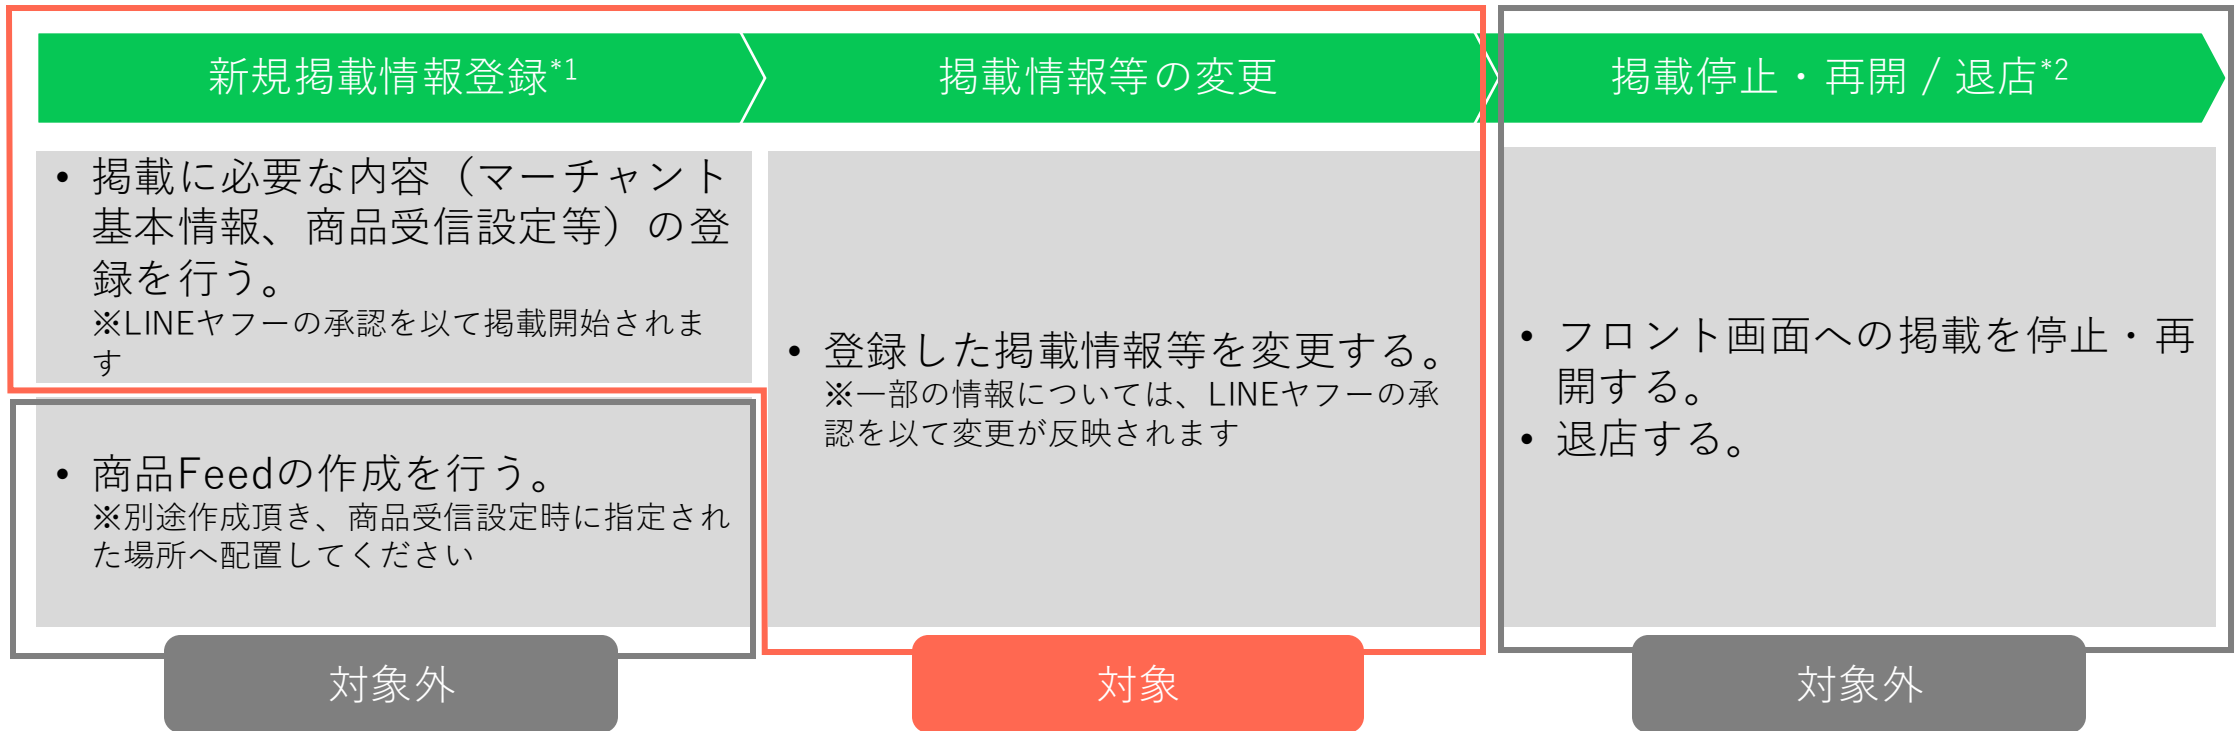 新規掲載情報登録*1
掲載情報等の変更
掲載停止・再開 / 退店*2
• 掲載に必要な内容（マーチャント
基本情報、商品受信設定等）の登
録を行う。
※LINEヤフーの承認を以て掲載開始されま
す
• 商品Feedの作成を行う。
※別途作成頂き、商品受信設定時に指定され
た場所へ配置してください
• 登録した掲載情報等を変更する。
※一部の情報については、LINEヤフーの承
認を以て変更が反映されます
• フロント画面への掲載を停止・再
開する。
• 退店する。
対象外
対象
対象外